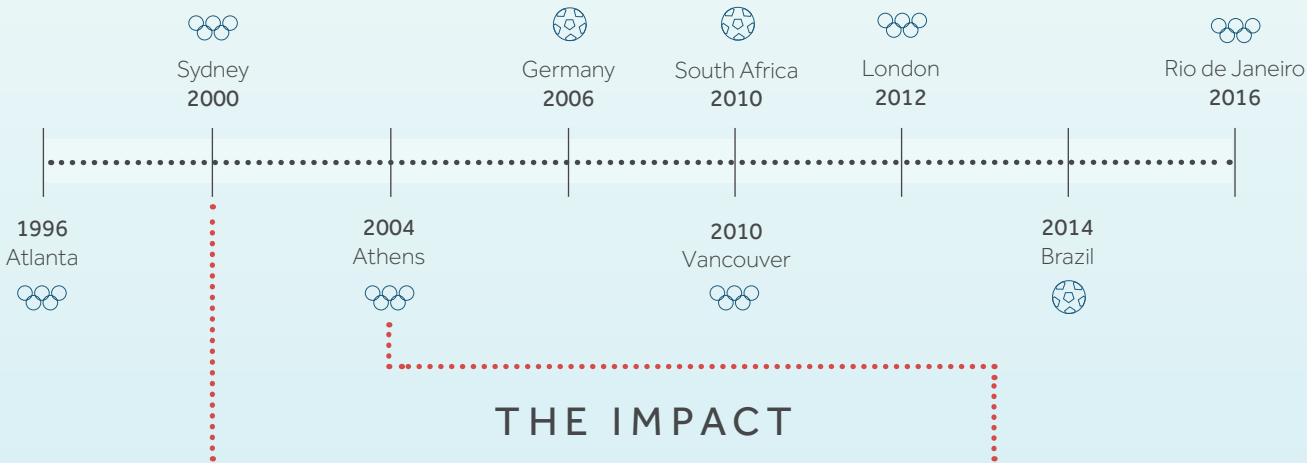 Sydney
2000
Germany
2006
South Africa
2010
London
2012
Rio de Janeiro
2016
1996
Atlanta
2004
Athens
2010
Vancouver
2014
Brazil
THE IMPACT